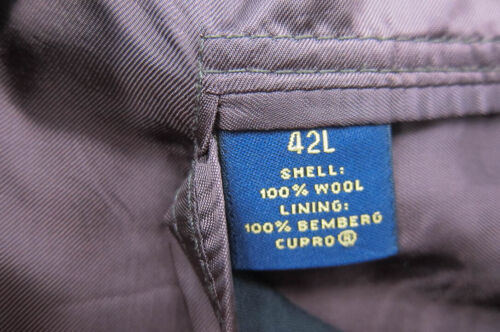 42L
SHELL:
100% WOOL
LINING:
100% BEMBERG
CUPRO®